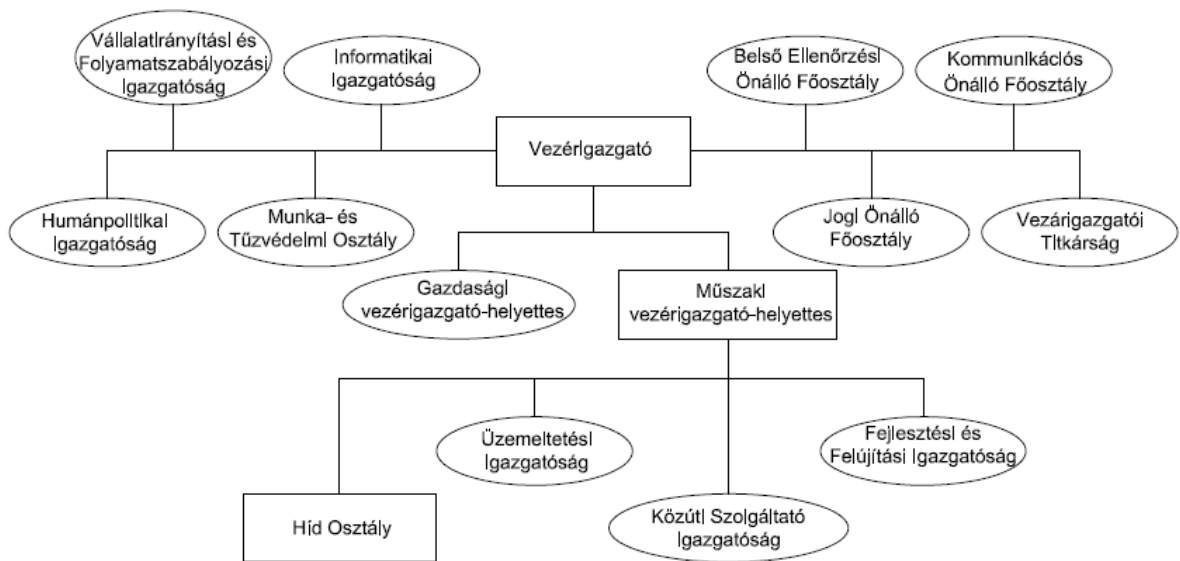 Vállalatirányítási és
Folyamatszabályozási
Igazgatóság
Informatikai
Igazgatóság
Belső Ellenőrzési
Önálló Főosztály
Kommunikációs
Önálló Főosztály
Vezérigazgató
Humánpolitikai
Igazgatóság
Munka- és
Tűzvédelmi Osztály
Jogi Önálló
Főosztály
Vezárigazgatói
Titkárság
Gazdasági
vezérigazgató-helyettes
Műszaki
vezérigazgató-helyettes
Üzemeltetési
Igazgatóság
Fejlesztési és
Felújítási Igazgatóság
Híd Osztály
Közúti Szolgáltató
Igazgatóság